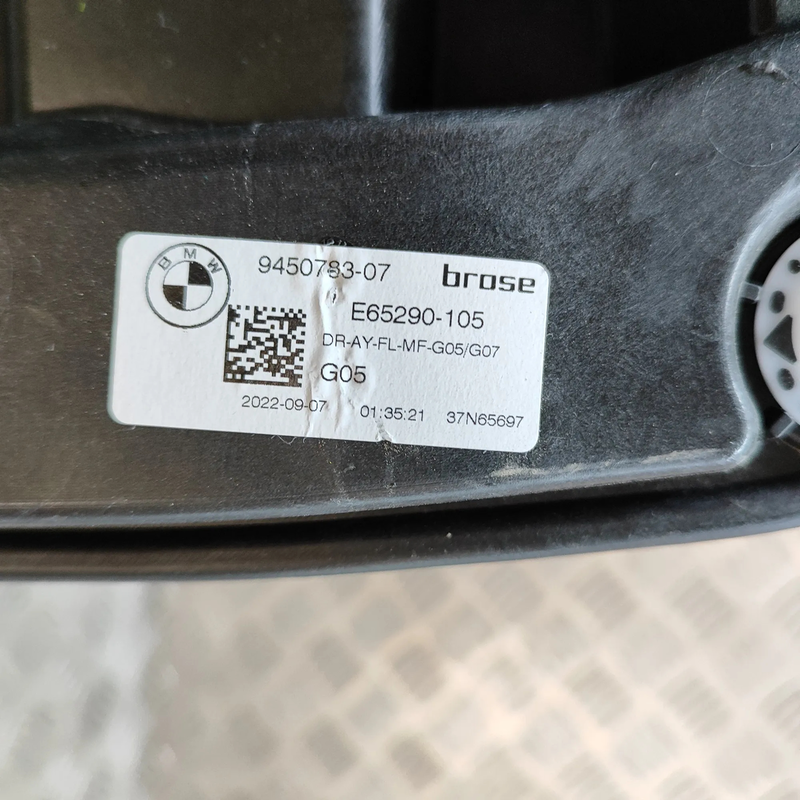 BMW
9450783-07
brose
E65290-105
DR-AY-FL-MF-G05/G07
G05
2022-09-07 01:35:21 37N65697